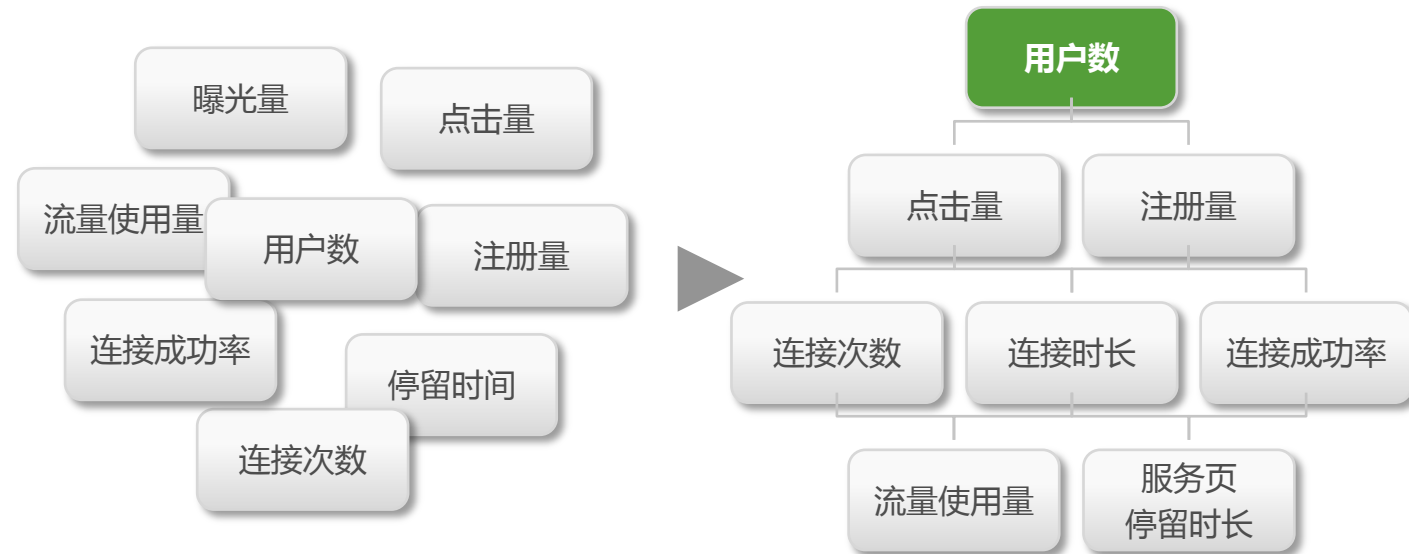 曝光量
点击量
流量使用量
用户数
注册量
连接成功率
停留时间
连接次数
用户数
点击量
注册量
连接次数
连接时长
连接成功率
流量使用量
服务页
停留时长